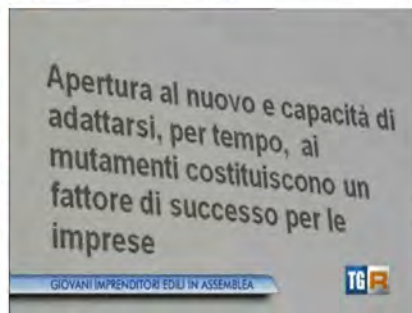 Apertura al nuovo e capacità di
adattarsi, per tempo, ai
mutamenti costituiscono un
fattore di successo per le
imprese
GIOVANI IMPRENDITORI EDILI IN ASSEMBLEA
TG R